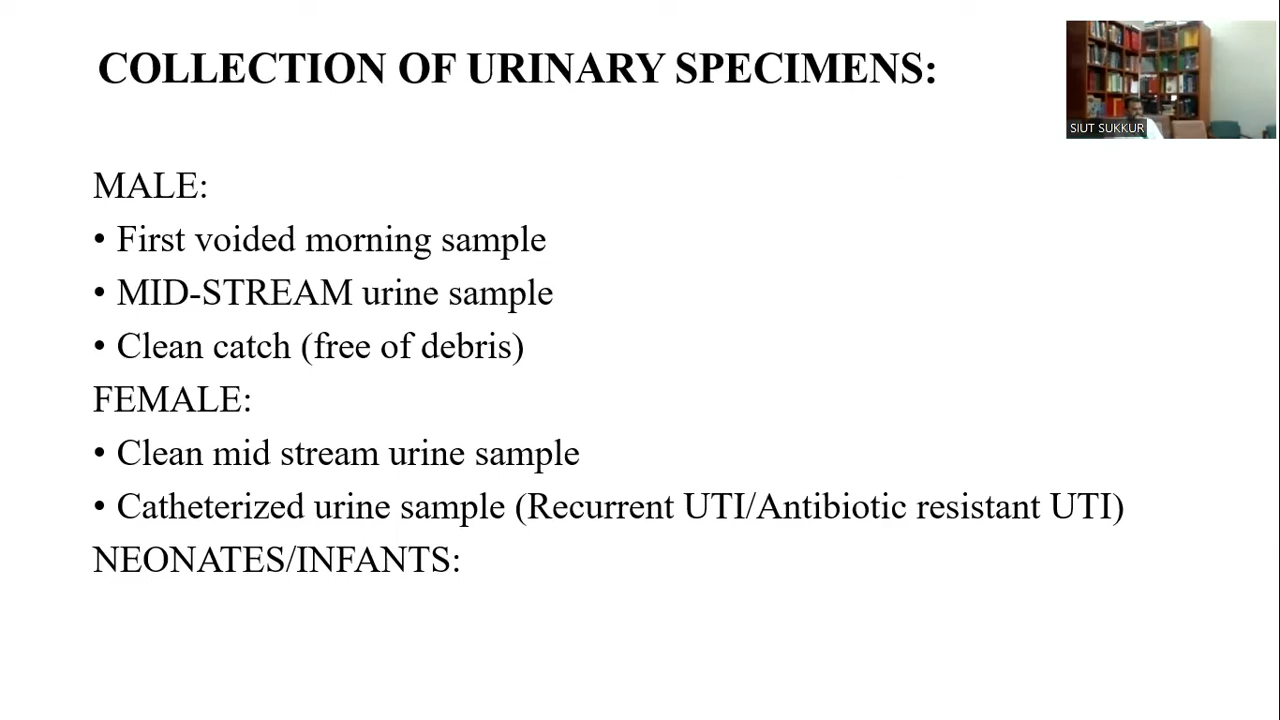 COLLECTION OF URINARY SPECIMENS:
SIUT SUKKUR
MALE:
• First voided morning sample
• MID-STREAM urine sample
• Clean catch (free of debris)
FEMALE:
• Clean mid stream urine sample
• Catheterized urine sample (Recurrent UTI/Antibiotic resistant UTI)
NEONATES/INFANTS: